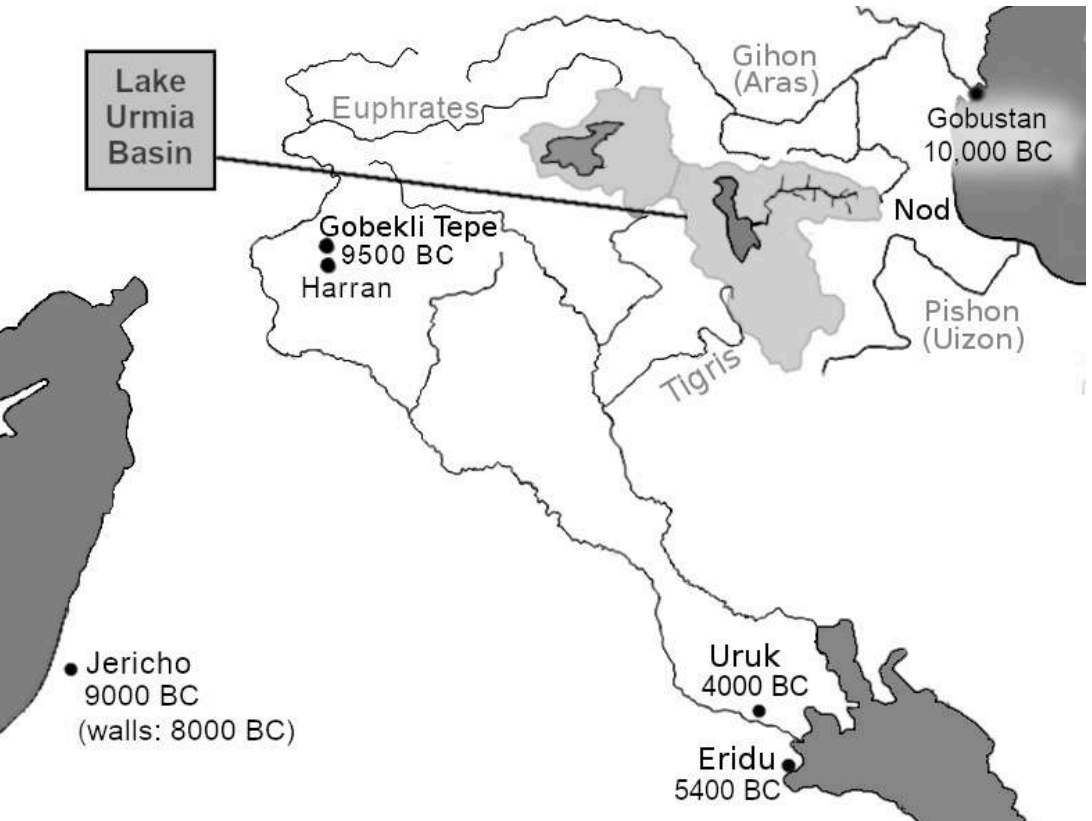 Lake
Urmia
Basin
Euphrates
Gihon
(Aras)
Gobustan
10,000 BC
Nod
Gobekli Tepe
9500 BC
Harran
Pishon
(Uizon)
Tigris
Jericho
9000 BC
(walls: 8000 BC)
Uruk
4000 BC
Eridu
5400 BC